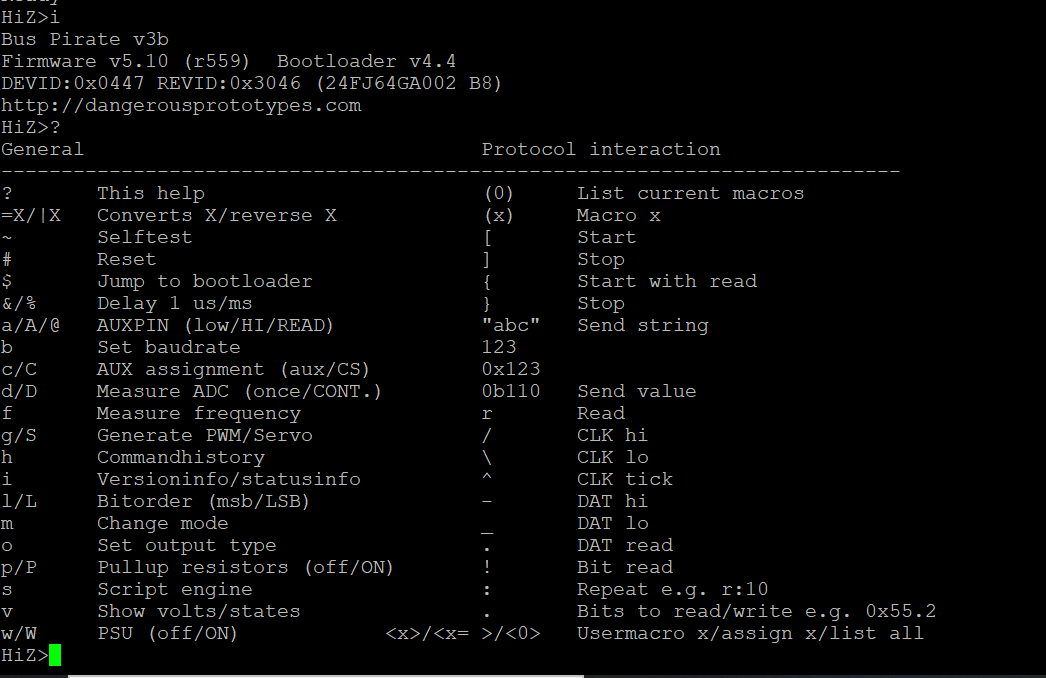 HiZ>i
Bus Pirate v3b
Firmware v5.10 (r559)  Bootloader v4.4
DEVID:0x0447 REVID:0x3046 (24FJ64GA002 B8)
http://dangerousprototypes.com
HiZ>?
General                                 Protocol interaction
---------------------------------------------------------------------------
?       This help                       (0)     List current macros
=X/|X   Converts X/reverse X            (x)     Macro x
~       Selftest                        [       Start
#       Reset                           ]       Stop
$       Jump to bootloader              {       Start with read
&/%     Delay 1 us/ms                   }       Stop
a/A/@   AUXPIN (low/HI/READ)            "abc"   Send string
b       Set baudrate                    123
c/C     AUX assignment (aux/CS)         0x123
d/D     Measure ADC (once/CONT.)        0b110   Send value
f       Measure frequency               r       Read
g/S     Generate PWM/Servo              /       CLK hi
h       Commandhistory                  \       CLK lo
i       Versioninfo/statusinfo          ^       CLK tick
l/L     Bitorder (msb/LSB)              -       DAT hi
m       Change mode                     _       DAT lo
o       Set output type                 .       DAT read
p/P     Pullup resistors (off/ON)       !       Bit read
s       Script engine                   :       Repeat e.g. r:10
v       Show volts/states               .       Bits to read/write e.g. 0x55.2
w/W     PSU (off/ON)            <x>/<x= >/<0>   Usermacro x/assign x/list all
HiZ>